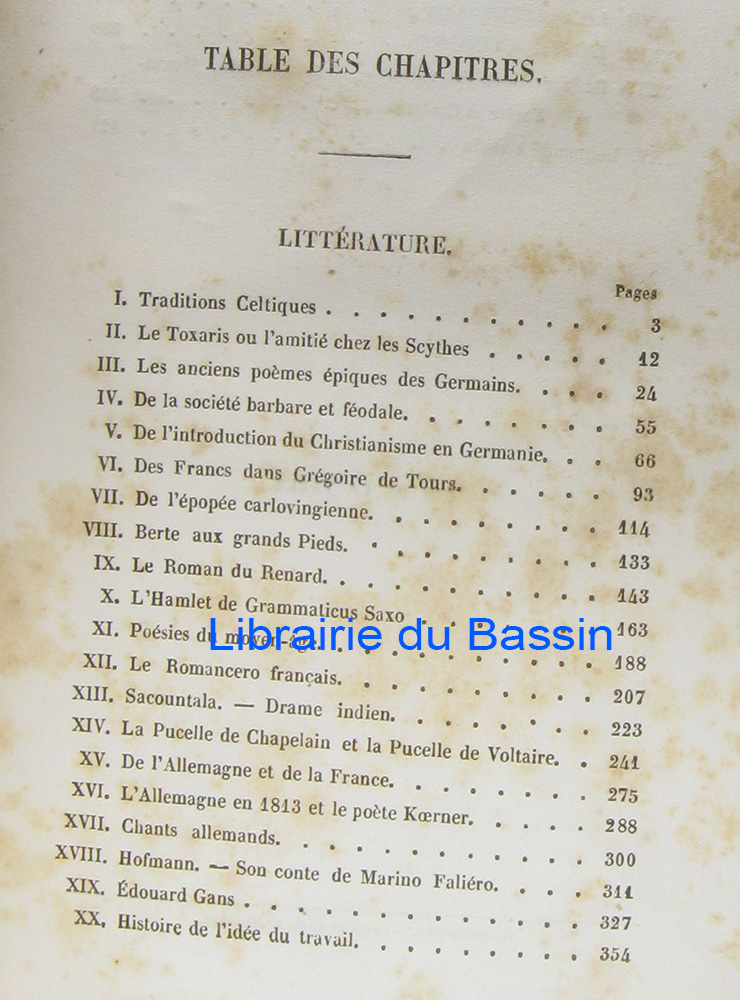 TABLE DES CHAPITRES.
LITTÉRATURE.
Pages
I. Traditions Celtiques . . . . . . . . . . . 3
II. Le Toxaris ou l'amitié chez les Scythes . . . . . 12
III. Les anciens poèmes épiques des Germains. . . . 24
IV. De la société barbare et féodale. . . . . . . 55
V. De l'introduction du Christianisme en Germanie. . . 66
VI. Des Francs dans Grégoire de Tours. . . . . . 93
VII. De l'épopée carlovingienne. . . . . . . . 114
VIII. Berte aux grands Pieds. . . . . . . . . 133
IX. Le Roman du Renard. . . . . . . . . . 143
X. L'Hamlet de Grammaticus Saxo . . . . . . . 163
XI. Poésies du moyen-âge. . . . . . . . . . 188
XII. Le Romancero français. . . . . . . . . 207
XIII. Sacountala. — Drame indien. . . . . . . . 223
XIV. La Pucelle de Chapelain et la Pucelle de Voltaire. . 241
XV. De l'Allemagne et de la France. . . . . . . 275
XVI. L'Allemagne en 1813 et le poète Kœrner. . . . . 288
XVII. Chants allemands. . . . . . . . . . . 300
XVIII. Hofmann. — Son conte de Marino Faliéro. . . . 311
XIX. Édouard Gans . . . . . . . . . . . . 327
XX. Histoire de l'idée du travail. . . . . . . . 354
Librairie du Bassin